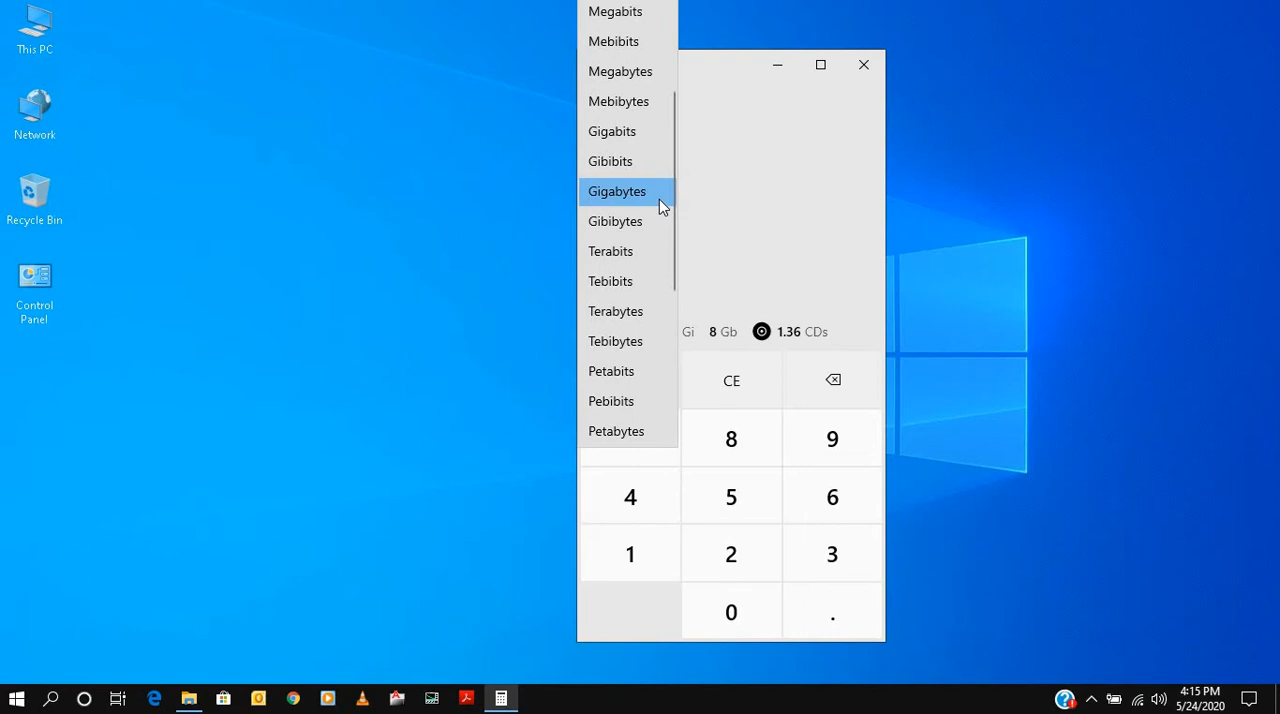 This PC
Network
Recycle Bin
Control
Panel
Megabits
Mebibits
Megabytes
Mebibytes
Gigabits
Gibibits
Gigabytes
Gibibytes
Terabits
Tebibits
Terabytes
Tebibytes
Petabits
Pebibits
Petabytes
Gi 8 Gb 1.36 CDs
CE
8 9
4 5 6
1 2 3
0 .
4:15 PM
5/24/2020